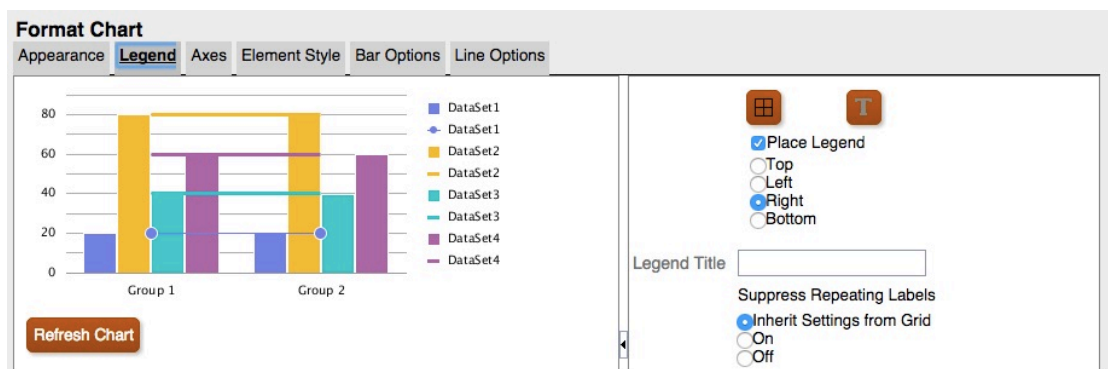 Format Chart
Appearance Legend Axes Element Style Bar Options Line Options
80
60
40
20
0
Group 1 Group 2
DataSet1
DataSet1
DataSet2
DataSet2
DataSet3
DataSet3
DataSet4
DataSet4
Refresh Chart
T
Place Legend
Top
Left
Right
Bottom
Legend Title
Suppress Repeating Labels
Inherit Settings from Grid
On
Off